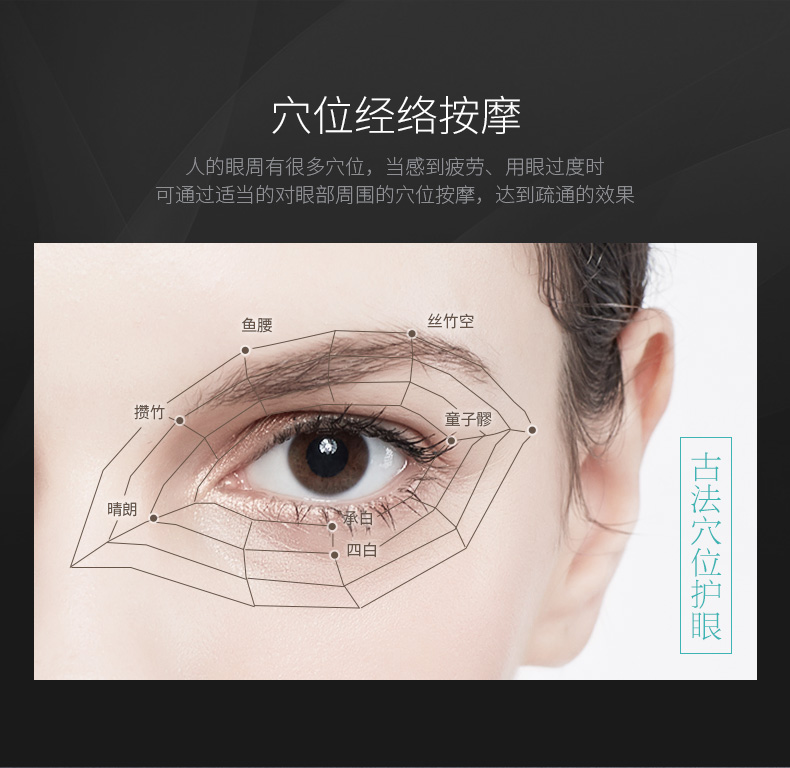 穴位经络按摩
人的眼周有很多穴位，当感到疲劳、用眼过度时
可通过适当的对眼部周围的穴位按摩，达到疏通的效果
鱼腰
丝竹空
攒竹
童子髎
晴朗
承白
四白
古法穴位护眼